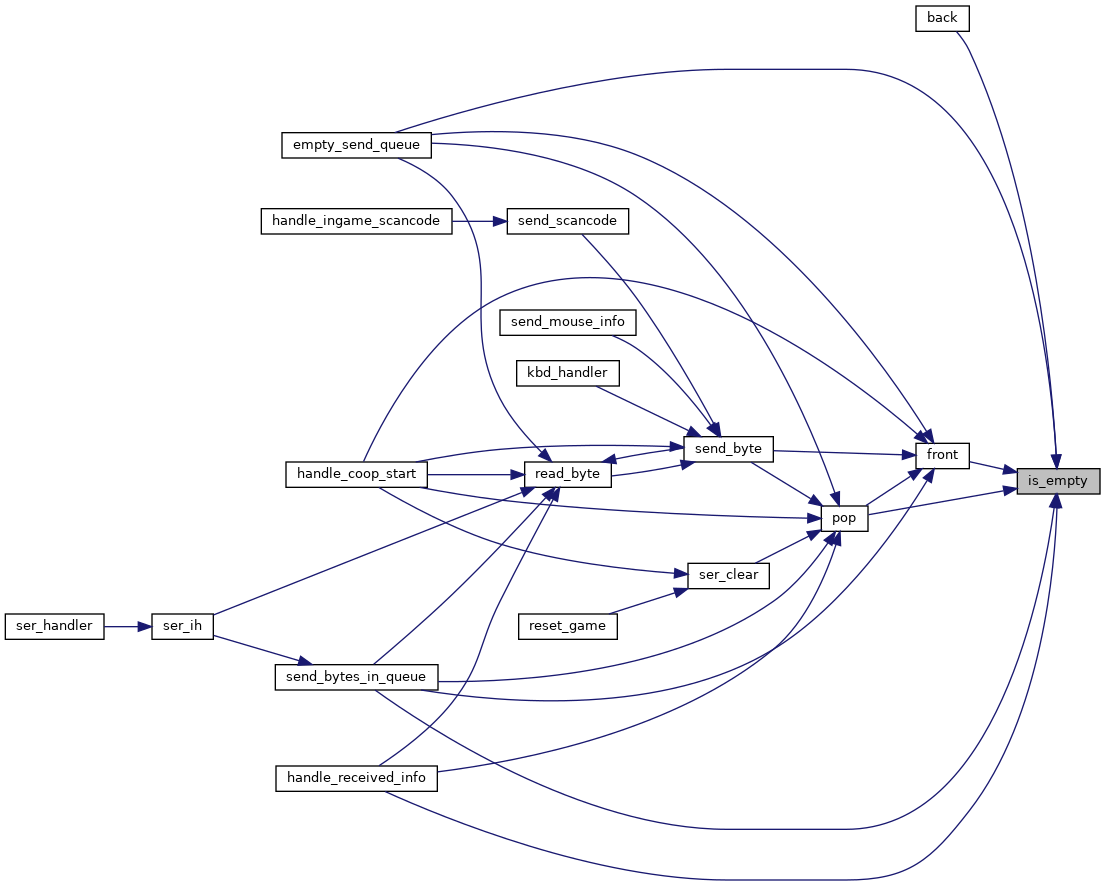 back
empty_send_queue
handle_ingame_scancode
send_scancode
send_mouse_info
kbd_handler
send_byte
front
handle_coop_start
read_byte
is_empty
pop
ser_clear
ser_handler
ser_ih
reset_game
send_bytes_in_queue
handle_received_info